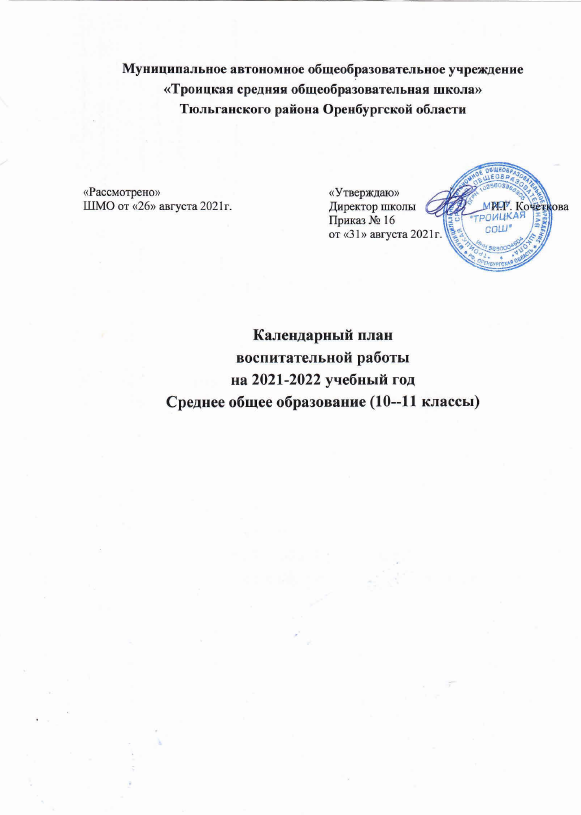 Муниципальное автономное общеобразовательное учреждение
«Троицкая средняя общеобразовательная школа»
Тюльганского района Оренбургской области
«Рассмотрено»
ШМО от «26» августа 2021г.
«Утверждаю»
Директор школы И.Г. Кочеткова
Приказ № 16
от «31» августа 2021г.
"ТРОИЦКАЯ
СОШ"
Календарный план
воспитательной работы
на 2021-2022 учебный год
Среднее общее образование (10--11 классы)